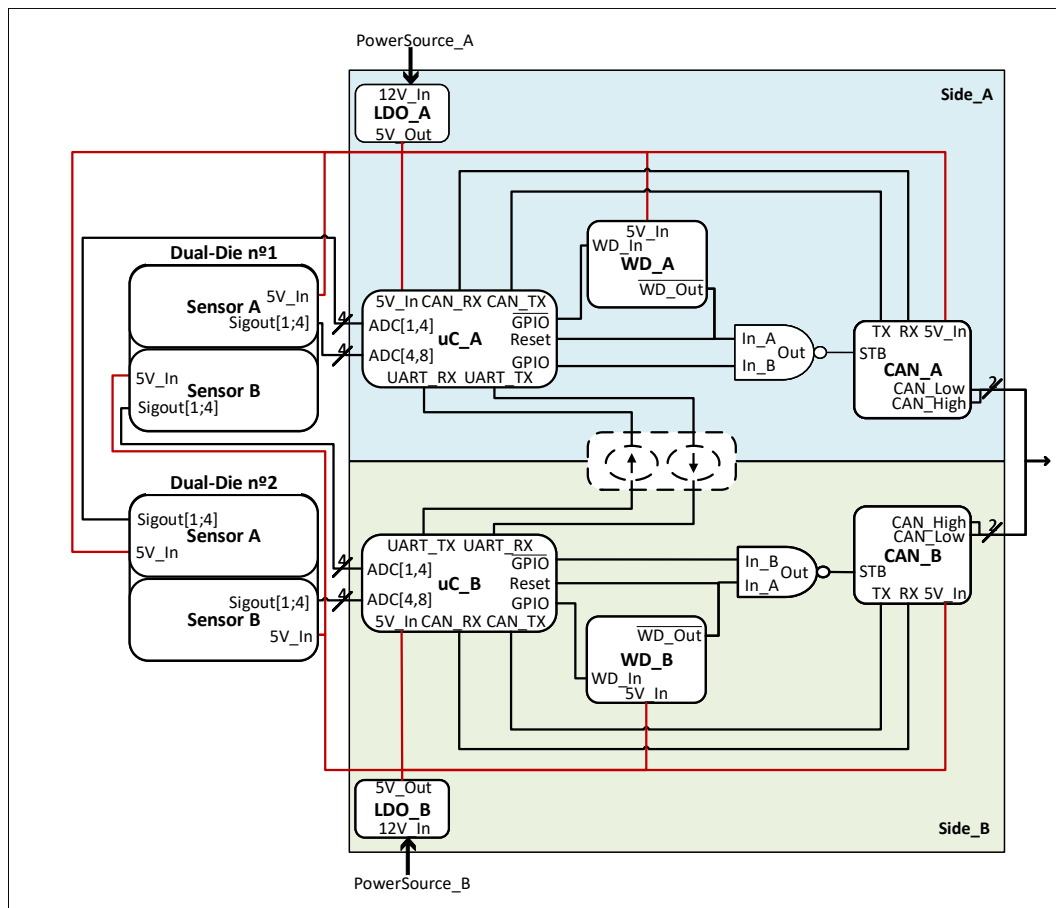 PowerSource_A
12V_In
LDO_A
5V_Out
Side_A
Dual-Die nº1
Sensor A
5V_In
Sigout[1;4]
5V_In
Sensor B
Sigout[1;4]
Dual-Die nº2
Sigout[1;4]
Sensor A
5V_In
Sigout[1;4]
Sensor B
5V_In
5V_In
WD_In
WD_A
WD_Out
5V_In CAN_RX CAN_TX
4
ADC[1,4]
uC_A
GPIO
Reset
4
ADC[4,8]
GPIO
UART_RX UART_TX
In_A
Out
In_B
TX RX 5V_In
STB
CAN_A
CAN_Low
CAN_High
2
UART_TX UART_RX
4
ADC[1,4]
uC_B
GPIO
Reset
4
ADC[4,8]
GPIO
5V_In CAN_RX CAN_TX
In_B
Out
In_A
CAN_High
CAN_Low
2
CAN_B
STB
TX RX 5V_In
WD_Out
WD_B
WD_In
5V_In
5V_Out
LDO_B
12V_In
Side_B
PowerSource_B